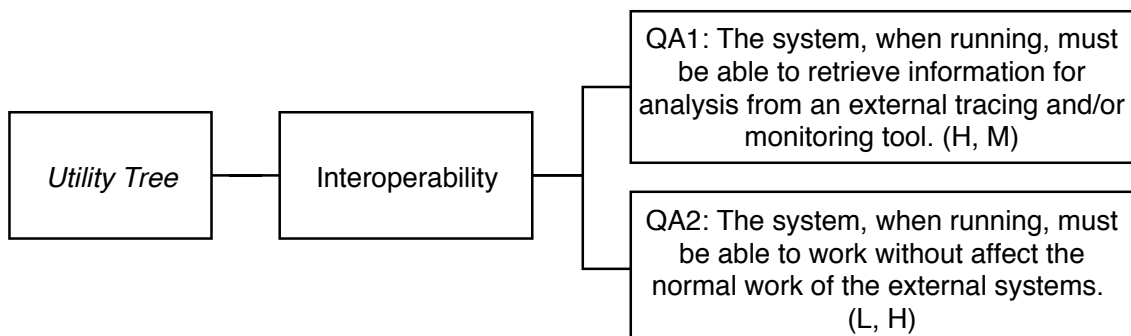 Utility Tree
Interoperability
QA1: The system, when running, must
be able to retrieve information for
analysis from an external tracing and/or
monitoring tool. (H, M)
QA2: The system, when running, must
be able to work without affect the
normal work of the external systems.
(L, H)